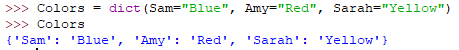 >>> Colors = dict(Sam="Blue", Amy="Red", Sarah="Yellow")
>>> Colors
{'Sam': 'Blue', 'Amy': 'Red', 'Sarah': 'Yellow'}